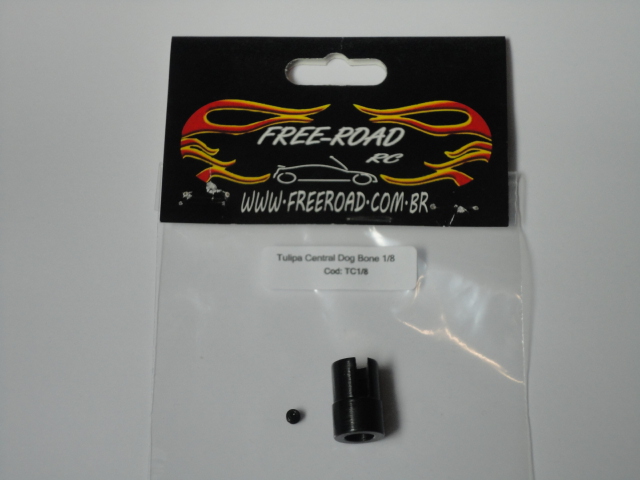 FREE-ROAD
RC
WWW.FREEROAD.COM.BR
Tulipa Central Dog Bone 1/8
Cod: TC1/8